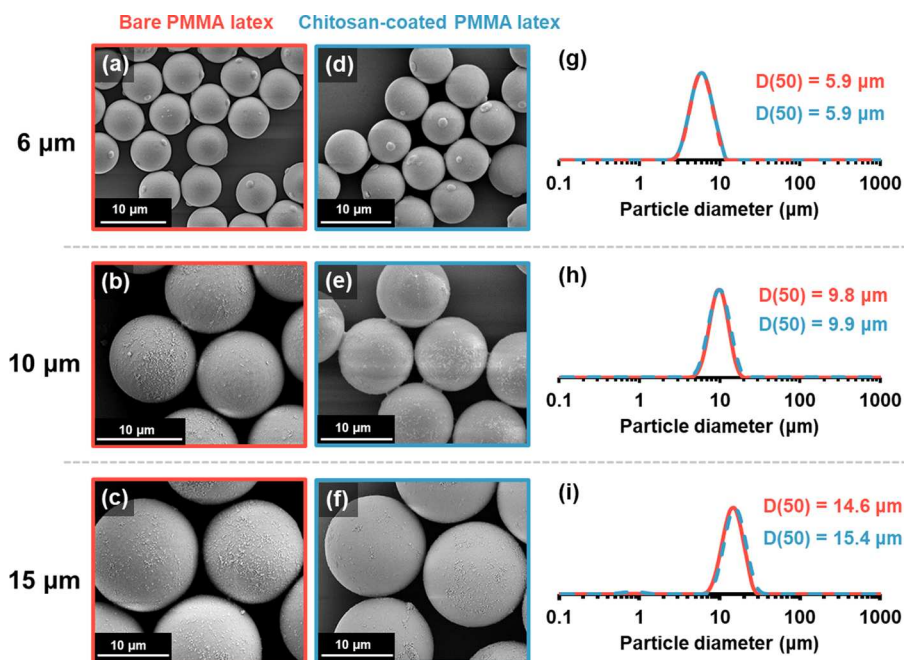 Bare PMMA latex
Chitosan-coated PMMA latex
6 µm
(a)
10 µm
(d)
10 µm
(g)
D(50) = 5.9 µm
D(50) = 5.9 µm
0.1 1 10 100 1000
Particle diameter (µm)
10 µm
(b)
10 µm
(e)
10 µm
(h)
D(50) = 9.8 µm
D(50) = 9.9 µm
0.1 1 10 100 1000
Particle diameter (µm)
15 µm
(c)
10 µm
(f)
10 µm
(i)
D(50) = 14.6 µm
D(50) = 15.4 µm
0.1 1 10 100 1000
Particle diameter (µm)